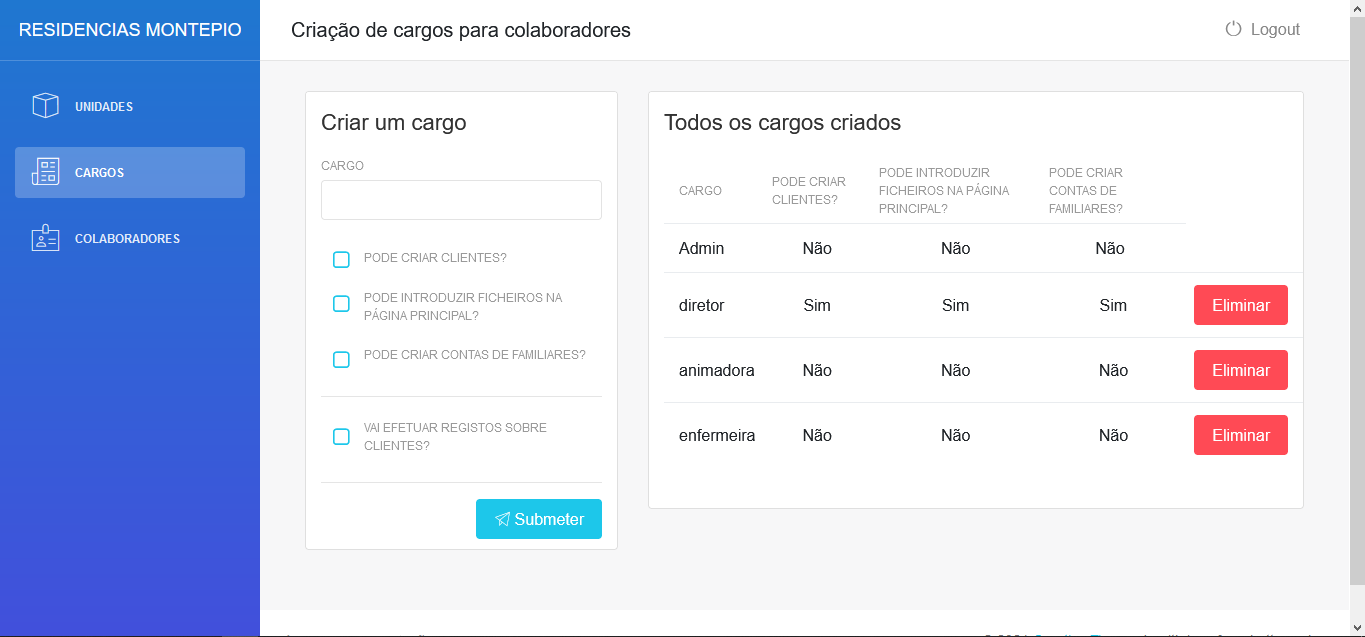 RESIDENCIAS MONTEPIO
Criação de cargos para colaboradores
Logout
UNIDADES
CARGOS
COLABORADORES
Criar um cargo
CARGO
PODE CRIAR CLIENTES?
PODE INTRODUZIR FICHEIROS NA
PÁGINA PRINCIPAL?
PODE CRIAR CONTAS DE FAMILIARES?
VAI EFETUAR REGISTOS SOBRE
CLIENTES?
Submeter
Todos os cargos criados
CARGO
PODE CRIAR
CLIENTES?
PODE INTRODUZIR
FICHEIROS NA PÁGINA
PRINCIPAL?
PODE CRIAR
CONTAS DE
FAMILIARES?
Admin Não Não Não
diretor Sim Sim Sim Eliminar
animadora Não Não Não Eliminar
enfermeira Não Não Não Eliminar